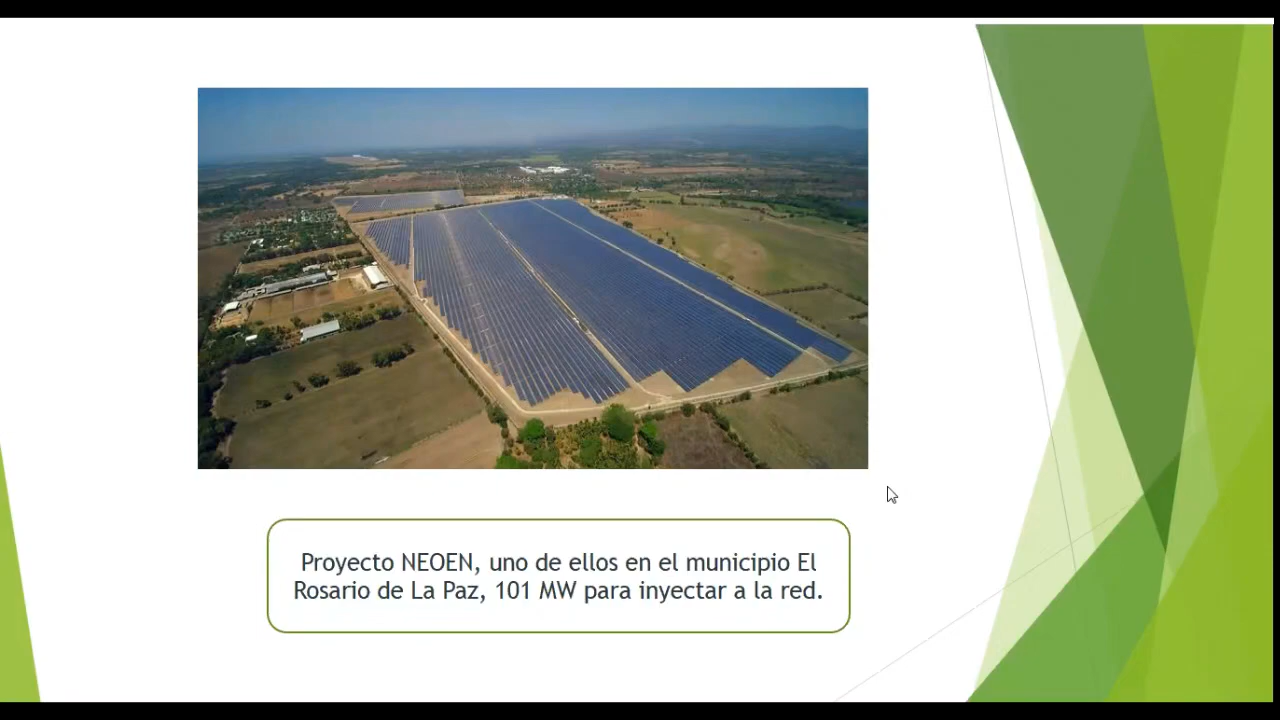 Proyecto NEOEN, uno de ellos en el municipio El
Rosario de La Paz, 101 MW para inyectar a la red.